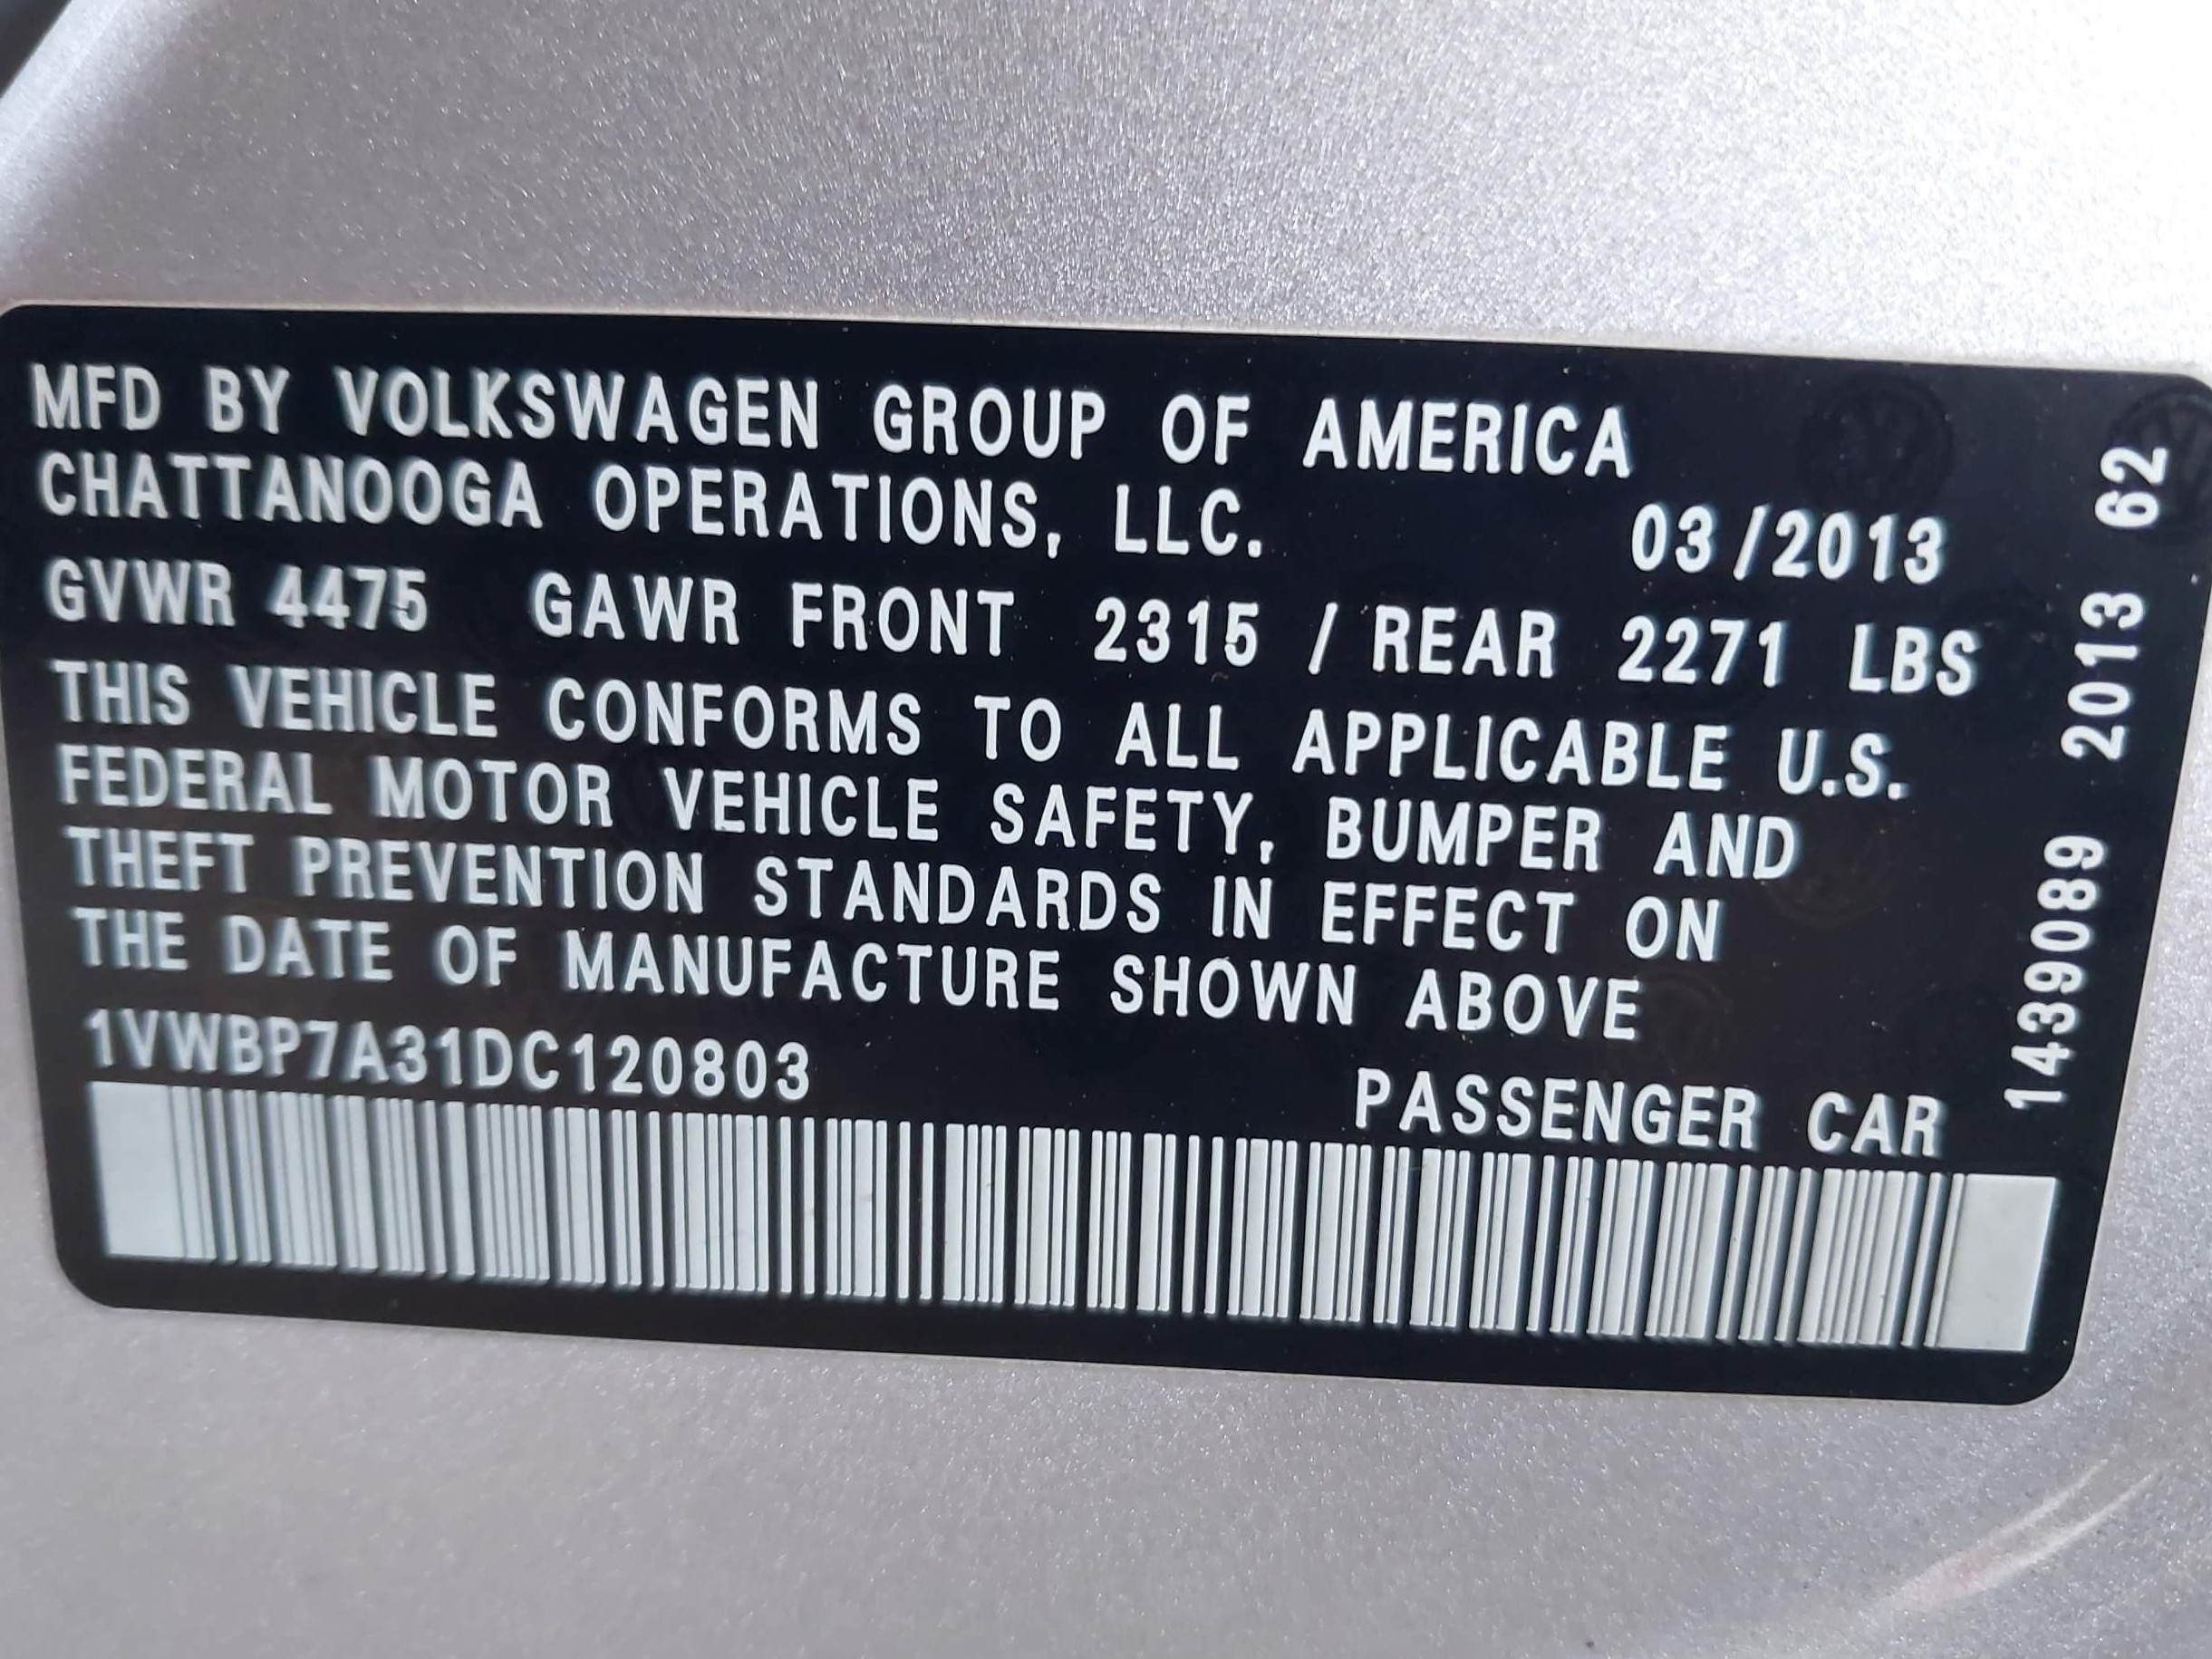 MFD BY VOLKSWAGEN GROUP OF AMERICA
CHATTANOOGA OPERATIONS, LLC. 03/2013
GVWR 4475 GAWR FRONT 2315 / REAR 2271 LBS
THIS VEHICLE CONFORMS TO ALL APPLICABLE U.S.
FEDERAL MOTOR VEHICLE SAFETY, BUMPER AND
THEFT PREVENTION STANDARDS IN EFFECT ON
THE DATE OF MANUFACTURE SHOWN ABOVE
1VWBP7A31DC120803 PASSENGER CAR
1439089 2013 62